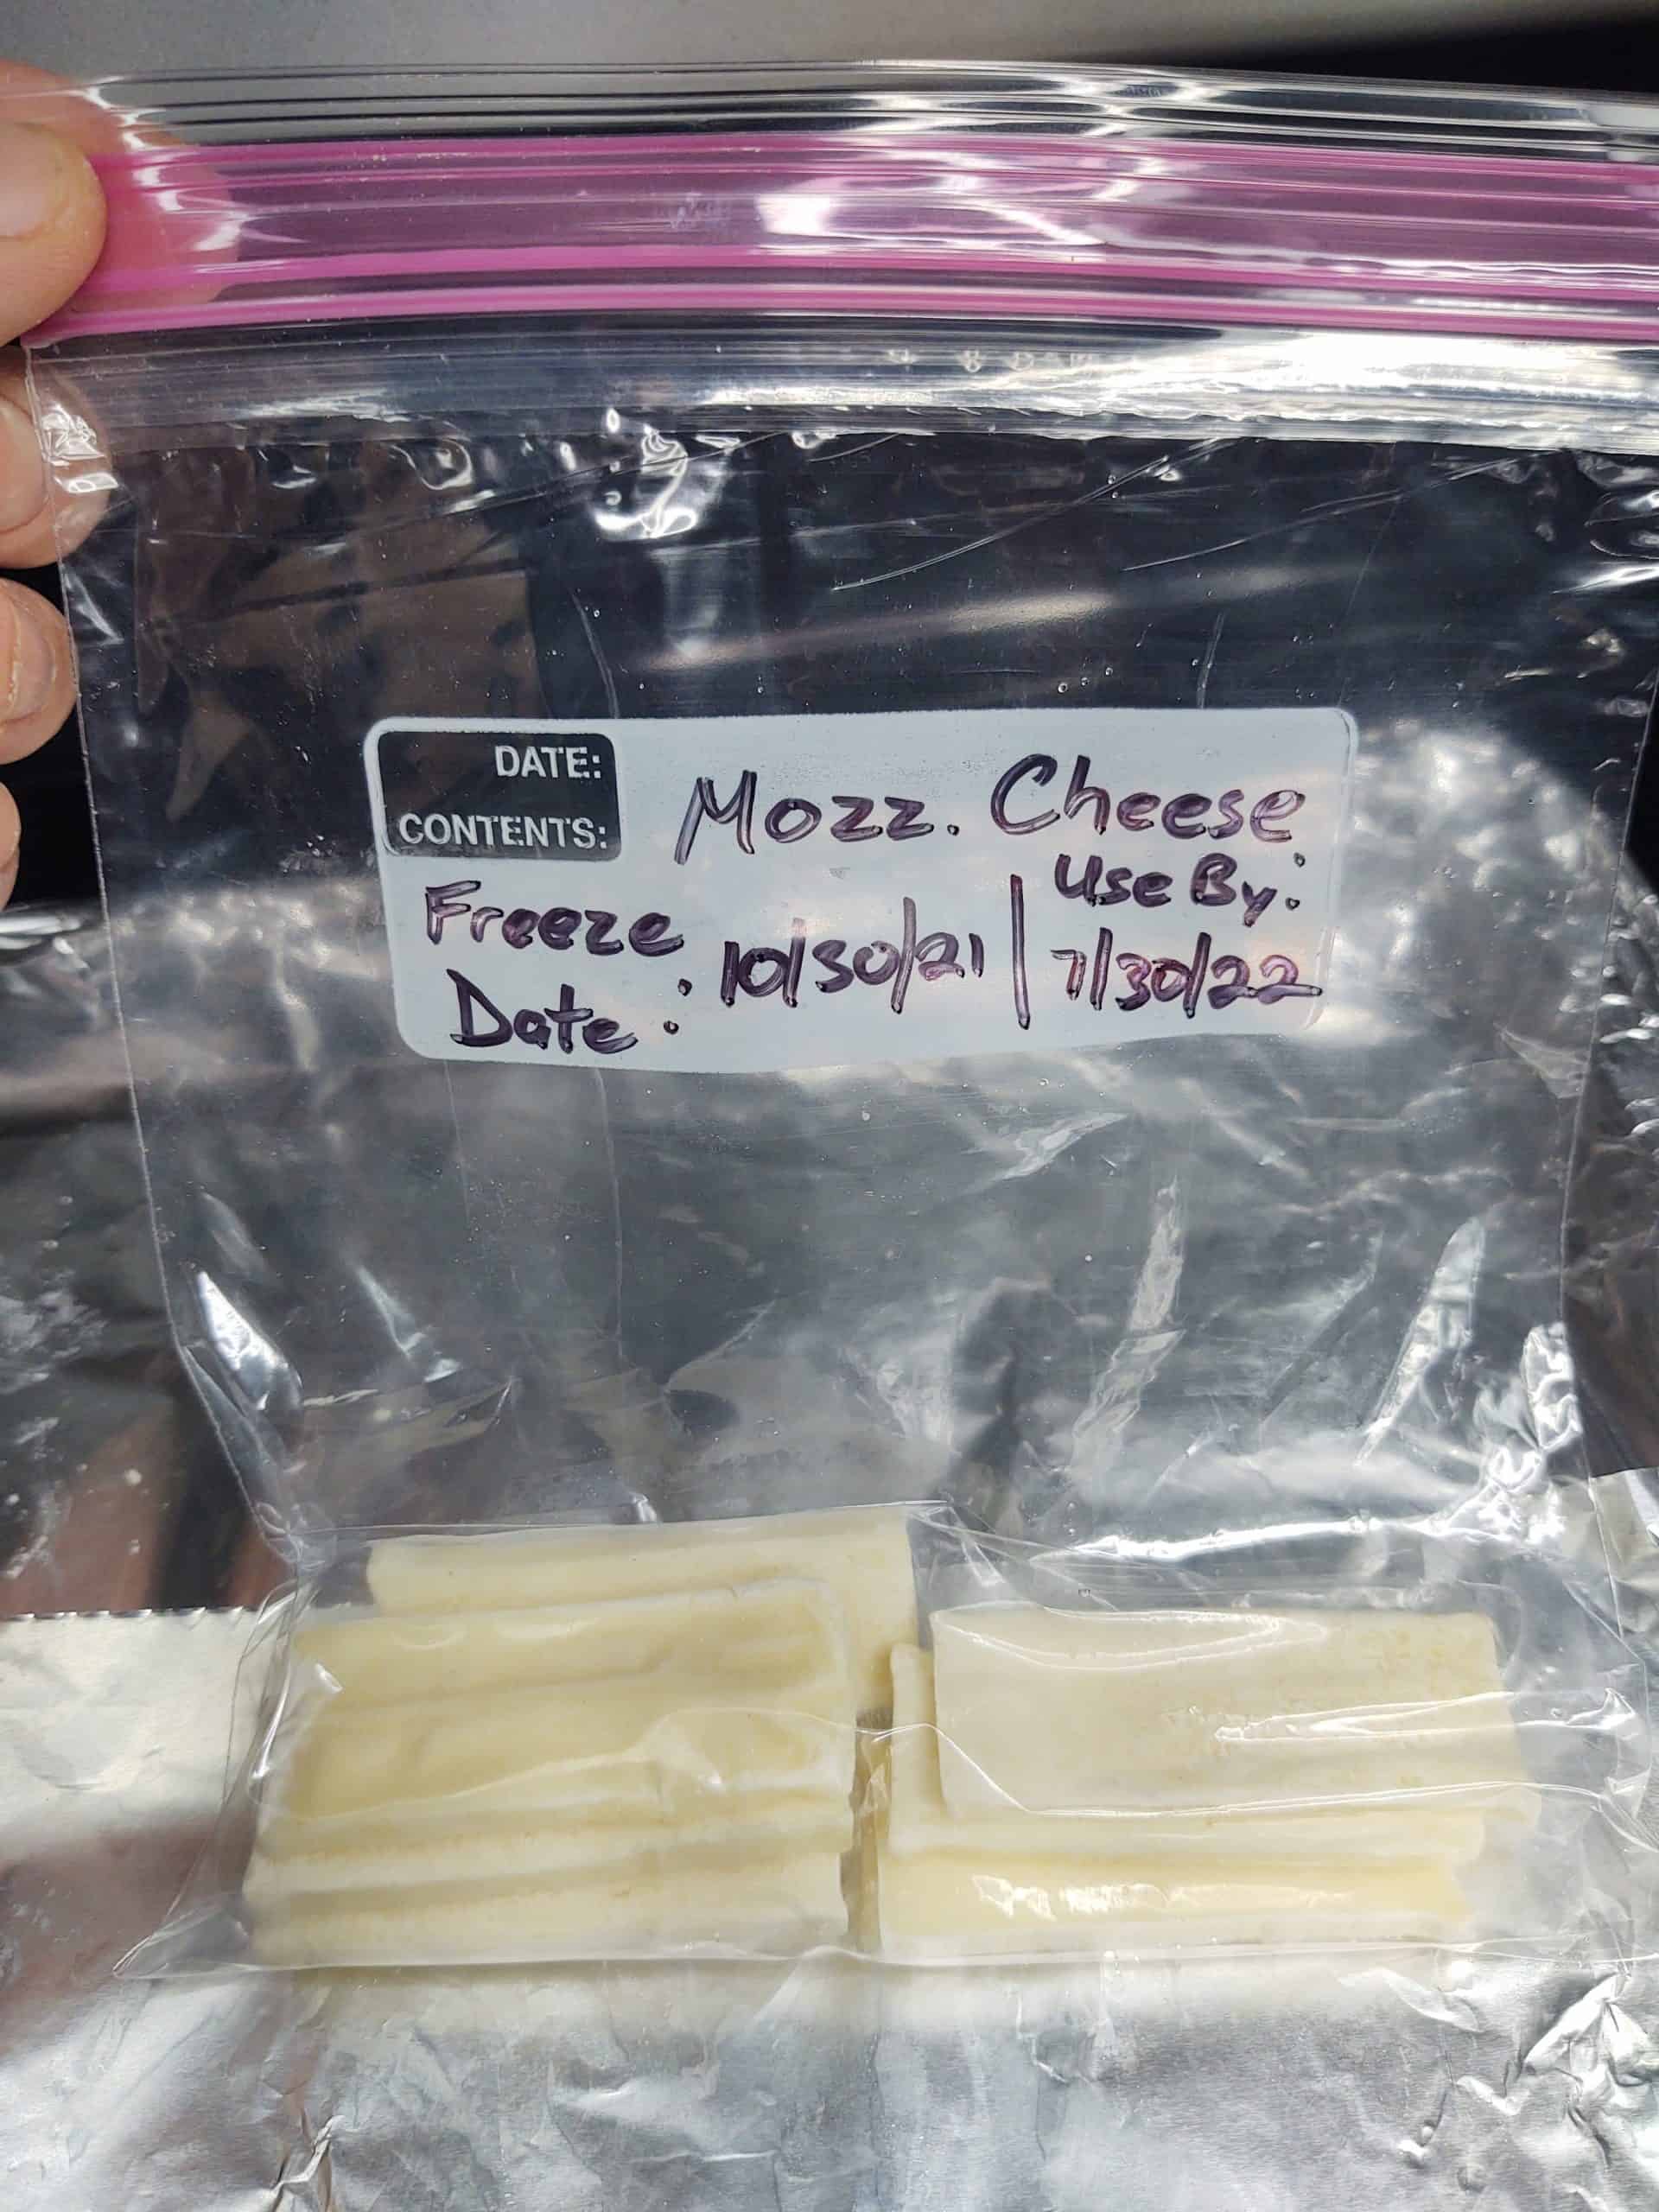 DATE:
CONTENTS:
Mozz. Cheese
Freeze
Date: 10/30/21 |
Use By:
7/30/22